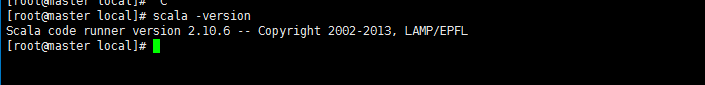 [root@master local]# ^C
[root@master local]# scala -version
Scala code runner version 2.10.6 -- Copyright 2002-2013, LAMP/EPFL
[root@master local]#